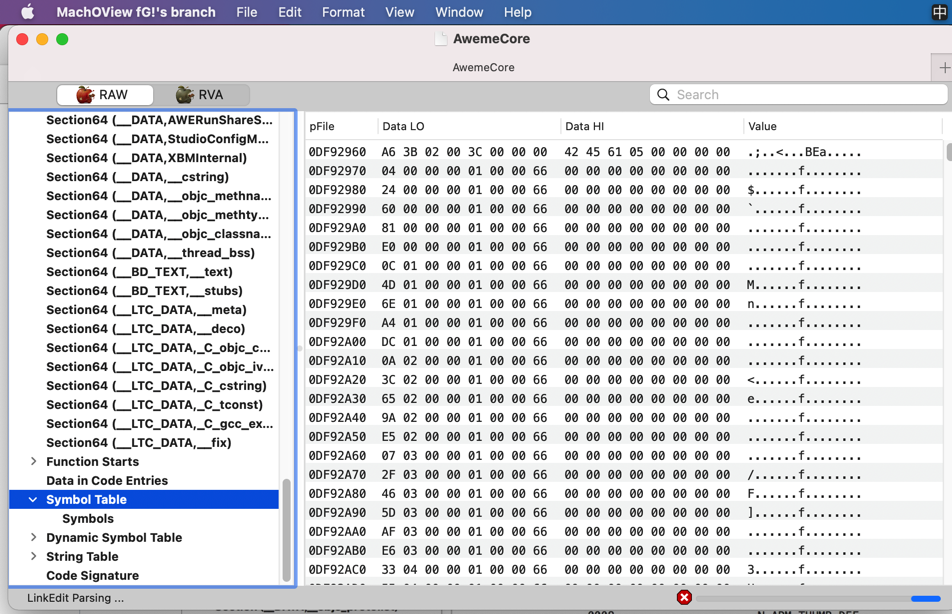 MachOView fG!'s branch File Edit Format View Window Help 中
AwemeCore
AwemeCore +
RAW RVA Search
Section64 (__DATA,AWERunShareS...
Section64 (__DATA,StudioConfigM...
Section64 (__DATA,XBMInternal)
Section64 (__DATA,__cstring)
Section64 (__DATA,__objc_methna...
Section64 (__DATA,__objc_methty...
Section64 (__DATA,__objc_classna...
Section64 (__DATA,__thread_bss)
Section64 (__BD_TEXT,__text)
Section64 (__BD_TEXT,__stubs)
Section64 (__LTC_DATA,__meta)
Section64 (__LTC_DATA,__deco)
Section64 (__LTC_DATA,_C_objc_c...
Section64 (__LTC_DATA,_C_objc_iv...
Section64 (__LTC_DATA,_C_cstring)
Section64 (__LTC_DATA,_C_tconst)
Section64 (__LTC_DATA,_C_gcc_ex...
Section64 (__LTC_DATA,__fix)
Function Starts
Data in Code Entries
Symbol Table
Symbols
Dynamic Symbol Table
String Table
Code Signature
LinkEdit Parsing ...
pFile Data LO Data HI Value
0DF92960 A6 3B 02 00 3C 00 00 00 42 45 61 05 00 00 00 00 .;..<...BEa.....
0DF92970 04 00 00 00 01 00 00 66 00 00 00 00 00 00 00 00 .......f........
0DF92980 24 00 00 00 01 00 00 66 00 00 00 00 00 00 00 00 $......f........
0DF92990 60 00 00 00 01 00 00 66 00 00 00 00 00 00 00 00 `......f........
0DF929A0 81 00 00 00 01 00 00 66 00 00 00 00 00 00 00 00 .......f........
0DF929B0 E0 00 00 00 01 00 00 66 00 00 00 00 00 00 00 00 .......f........
0DF929C0 0C 01 00 00 01 00 00 66 00 00 00 00 00 00 00 00 .......f........
0DF929D0 4D 01 00 00 01 00 00 66 00 00 00 00 00 00 00 00 M......f........
0DF929E0 6E 01 00 00 01 00 00 66 00 00 00 00 00 00 00 00 n......f........
0DF929F0 A4 01 00 00 01 00 00 66 00 00 00 00 00 00 00 00 .......f........
0DF92A00 DC 01 00 00 01 00 00 66 00 00 00 00 00 00 00 00 .......f........
0DF92A10 0A 02 00 00 01 00 00 66 00 00 00 00 00 00 00 00 .......f........
0DF92A20 3C 02 00 00 01 00 00 66 00 00 00 00 00 00 00 00 <......f........
0DF92A30 65 02 00 00 01 00 00 66 00 00 00 00 00 00 00 00 e......f........
0DF92A40 9A 02 00 00 01 00 00 66 00 00 00 00 00 00 00 00 .......f........
0DF92A50 E5 02 00 00 01 00 00 66 00 00 00 00 00 00 00 00 .......f........
0DF92A60 07 03 00 00 01 00 00 66 00 00 00 00 00 00 00 00 .......f........
0DF92A70 2F 03 00 00 01 00 00 66 00 00 00 00 00 00 00 00 /......f........
0DF92A80 46 03 00 00 01 00 00 66 00 00 00 00 00 00 00 00 F......f........
0DF92A90 5D 03 00 00 01 00 00 66 00 00 00 00 00 00 00 00 ]......f........
0DF92AA0 AF 03 00 00 01 00 00 66 00 00 00 00 00 00 00 00 .......f........
0DF92AB0 E6 03 00 00 01 00 00 66 00 00 00 00 00 00 00 00 .......f........
0DF92AC0 33 04 00 00 01 00 00 66 00 00 00 00 00 00 00 00 3......f........